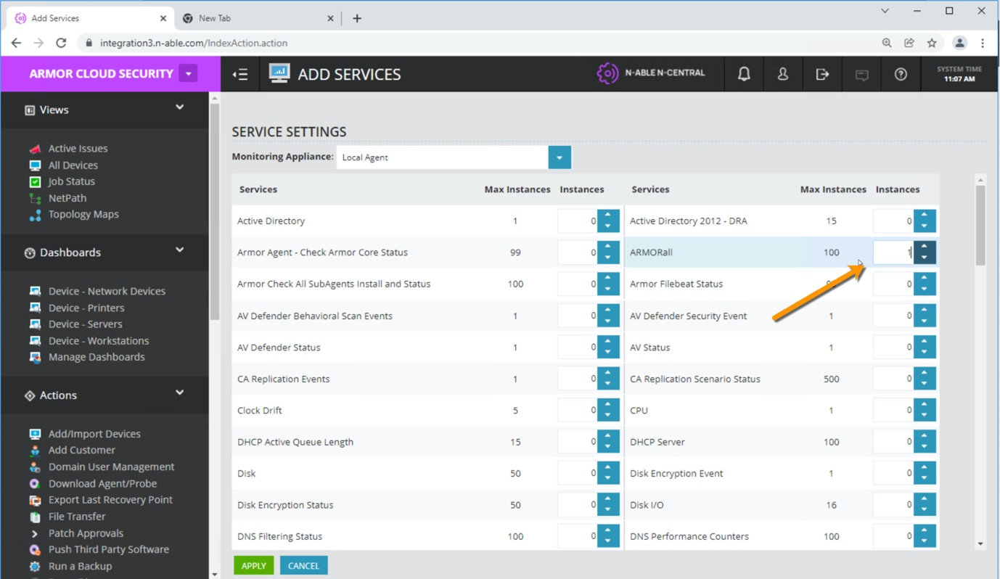 Add Services
New Tab
integration3.n-able.com/IndexAction.action
ARMOR CLOUD SECURITY
ADD SERVICES
N-ABLE N-CENTRAL
SYSTEM TIME
11:07 AM
Views
Active Issues
All Devices
Job Status
NetPath
Topology Maps
Dashboards
Device - Network Devices
Device - Printers
Device - Servers
Device - Workstations
Manage Dashboards
Actions
Add/Import Devices
Add Customer
Domain User Management
Download Agent/Probe
Export Last Recovery Point
File Transfer
Patch Approvals
Push Third Party Software
Run a Backup
SERVICE SETTINGS
Monitoring Appliance: Local Agent
Services Max Instances Instances Services Max Instances Instances
Active Directory 1 0 Active Directory 2012 - DRA 15 0
Armor Agent - Check Armor Core Status 99 0 ARMORall 100 1
Armor Check All SubAgents Install and Status 100 0 Armor Filebeat Status 0
AV Defender Behavioral Scan Events 1 0 AV Defender Security Event 1 0
AV Defender Status 1 0 AV Status 1 0
CA Replication Events 1 0 CA Replication Scenario Status 500 0
Clock Drift 5 0 CPU 1 0
DHCP Active Queue Length 15 0 DHCP Server 100 0
Disk 50 0 Disk Encryption Event 1 0
Disk Encryption Status 50 0 Disk I/O 16 0
DNS Filtering Status 100 0 DNS Performance Counters 100 0
APPLY CANCEL